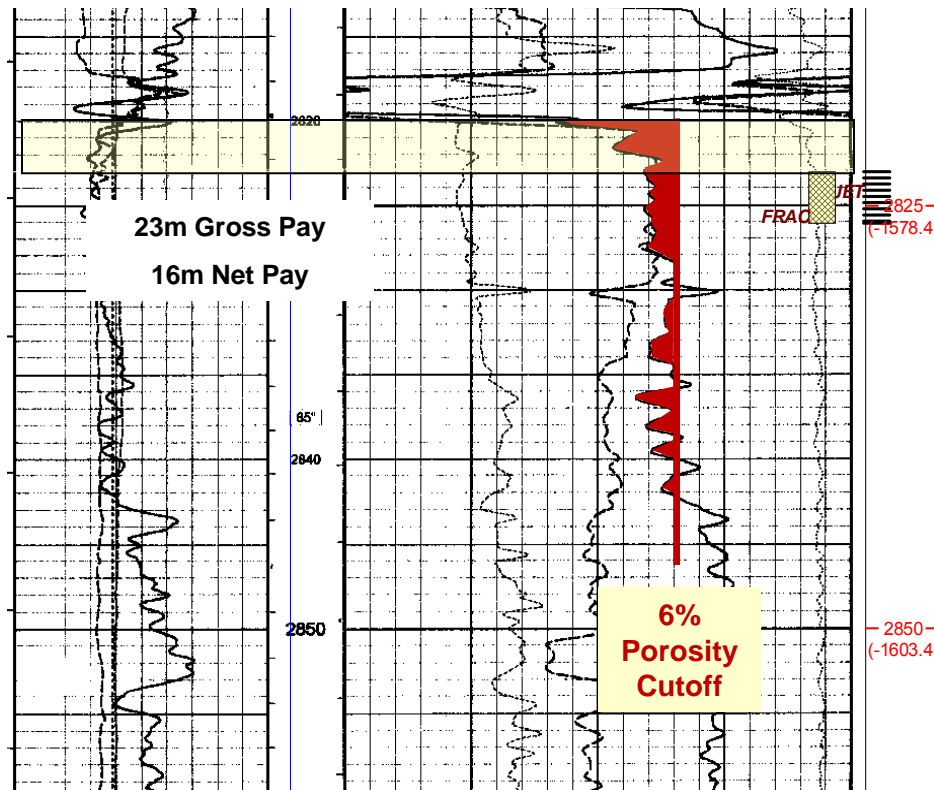 2820
JET
2825
FRAC
(-1578.4
23m Gross Pay
16m Net Pay
85"
2840
6%
Porosity
Cutoff
2850
2850
(-1603.4